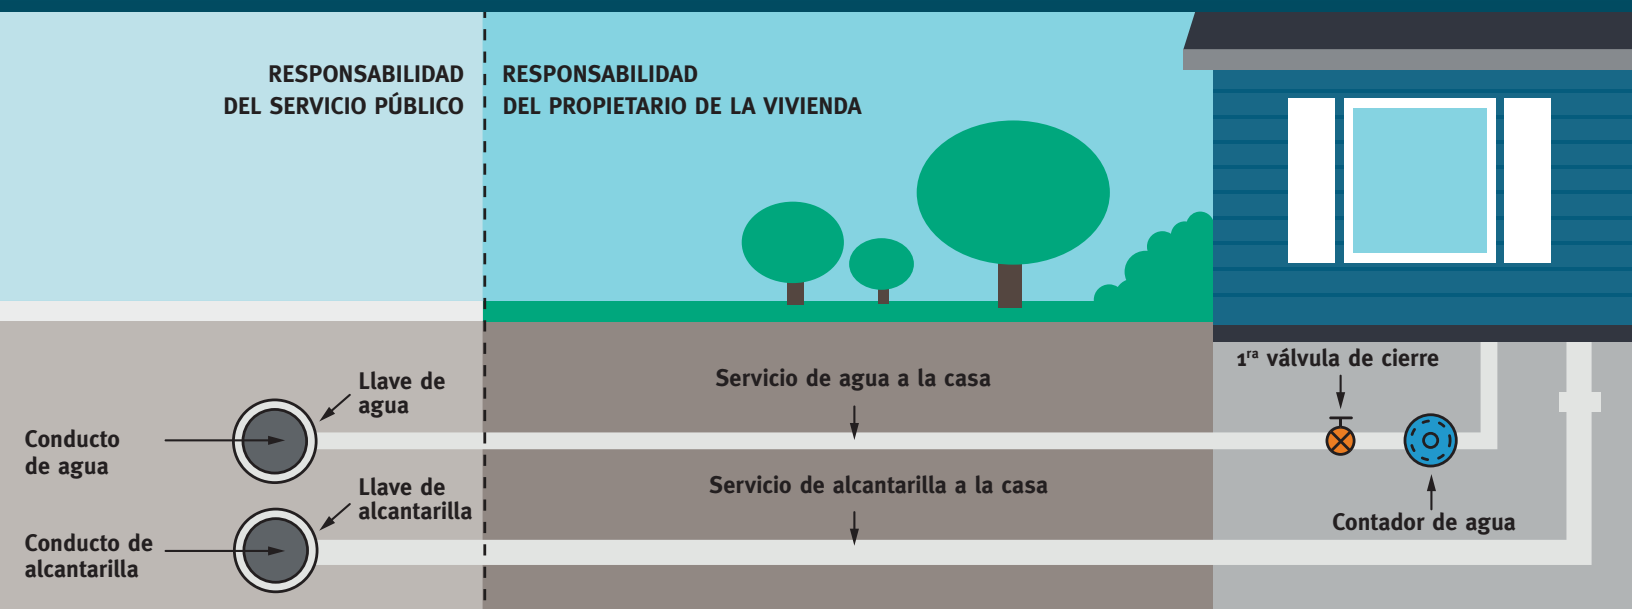 RESPONSABILIDAD
DEL SERVICIO PÚBLICO
RESPONSABILIDAD
DEL PROPIETARIO DE LA VIVIENDA
1ra válvula de cierre
Llave de
agua
Servicio de agua a la casa
Conducto
de agua
Llave de
alcantarilla
Servicio de alcantarilla a la casa
Contador de agua
Conducto de
alcantarilla